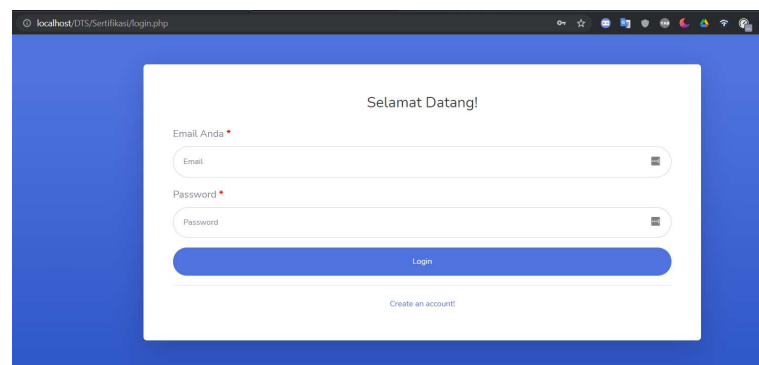 localhost/DTS/Sertifikasi/login.php
Selamat Datang!
Email Anda *
Email
Password *
Password
Login
Create an account!